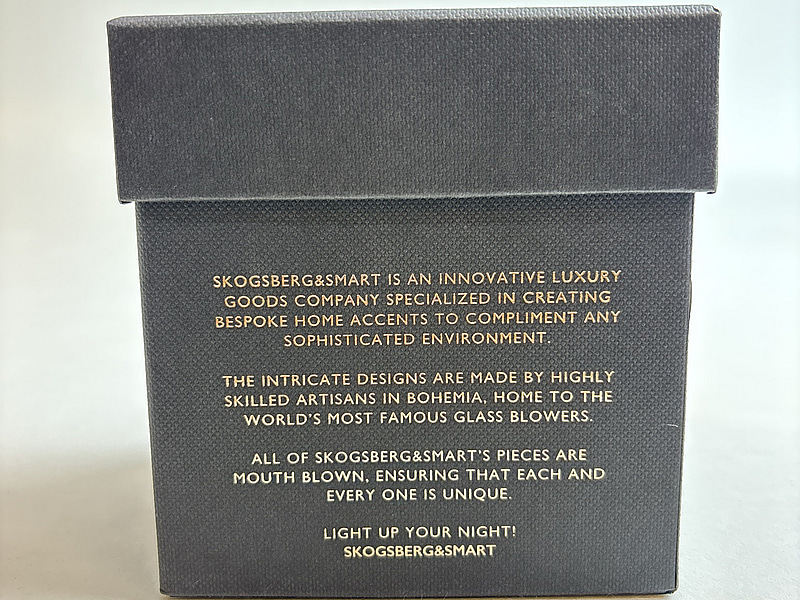 SKOGSBERG&SMART IS AN INNOVATIVE LUXURY
GOODS COMPANY SPECIALIZED IN CREATING
BESPOKE HOME ACCENTS TO COMPLIMENT ANY
SOPHISTICATED ENVIRONMENT.
THE INTRICATE DESIGNS ARE MADE BY HIGHLY
SKILLED ARTISANS IN BOHEMIA, HOME TO THE
WORLD'S MOST FAMOUS GLASS BLOWERS.
ALL OF SKOGSBERG&SMART'S PIECES ARE
MOUTH BLOWN, ENSURING THAT EACH AND
EVERY ONE IS UNIQUE.
LIGHT UP YOUR NIGHT!
SKOGSBERG&SMART